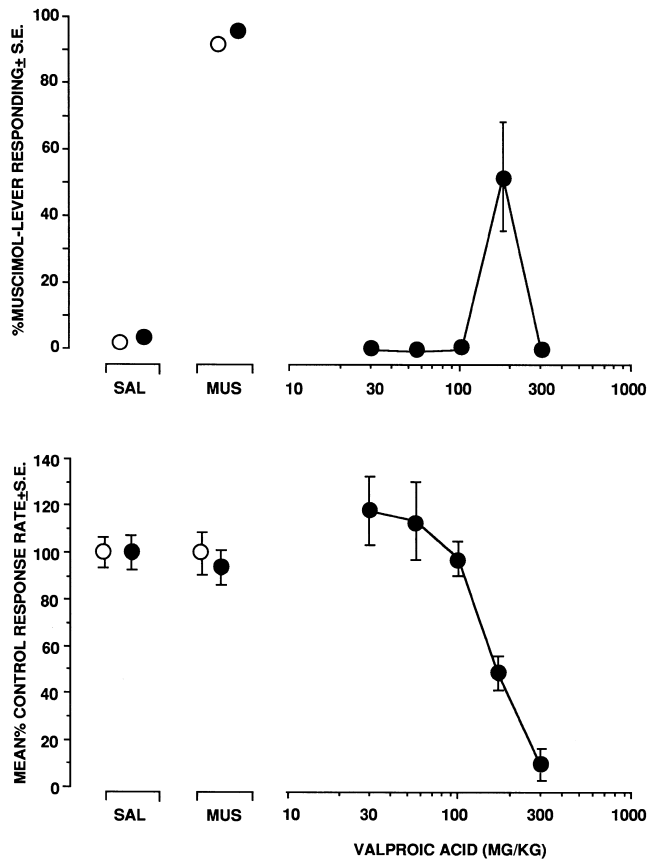 %MUSCIMOL-LEVER RESPONDING± S.E.
100
80
60
40
20
0
SAL MUS 10 30 100 300 1000
MEAN% CONTROL RESPONSE RATE±S.E.
140
120
100
80
60
40
20
0
SAL MUS 10 30 100 300 1000
VALPROIC ACID (MG/KG)